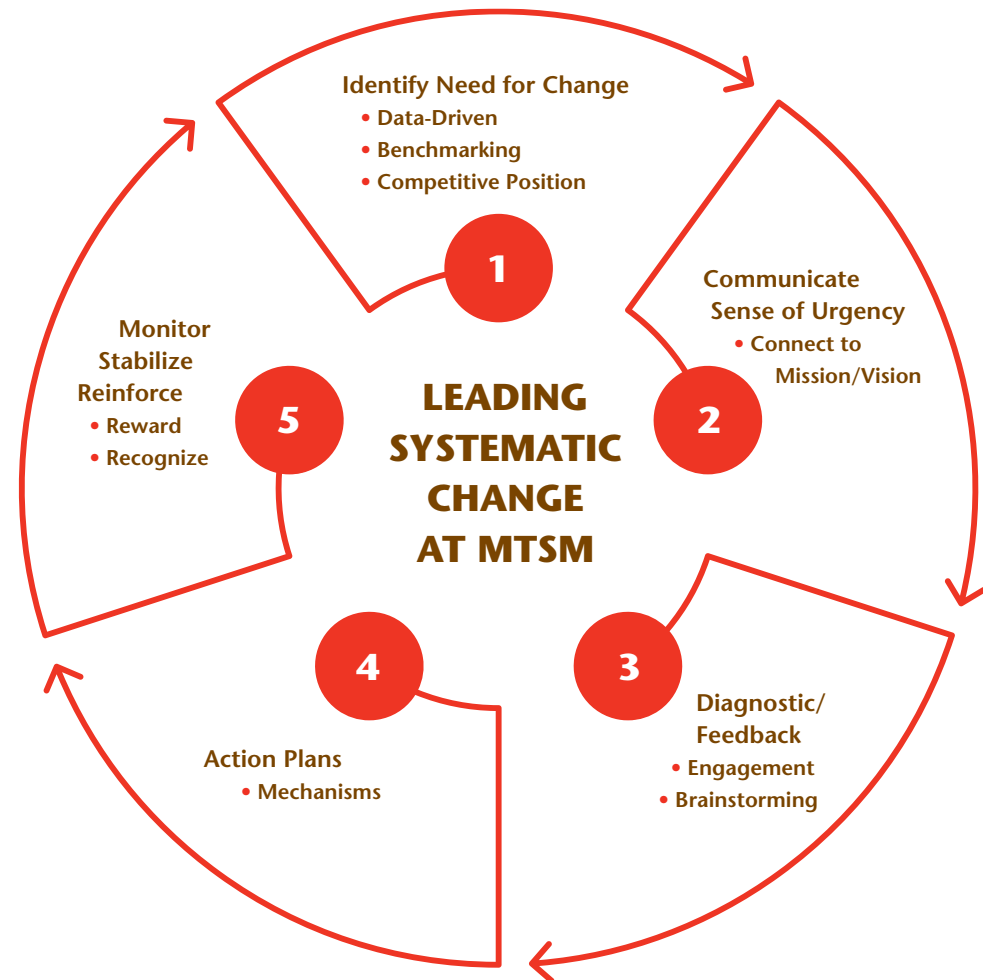 Identify Need for Change
• Data-Driven
• Benchmarking
• Competitive Position
1
Communicate
Sense of Urgency
• Connect to
Mission/Vision
2
LEADING
SYSTEMATIC
CHANGE
AT MTSM
3
Diagnostic/
Feedback
• Engagement
• Brainstorming
4
Action Plans
• Mechanisms
5
Monitor
Stabilize
Reinforce
• Reward
• Recognize